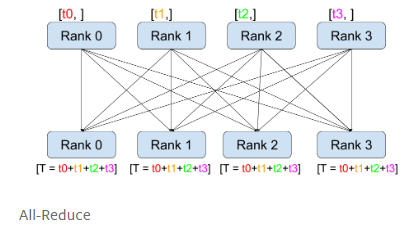 [t0, ] [t1,] [t2,] [t3, ]
Rank 0 Rank 1 Rank 2 Rank 3
Rank 0 Rank 1 Rank 2 Rank 3
[T = t0+t1+t2+t3] [T = t0+t1+t2+t3] [T = t0+t1+t2+t3] [T = t0+t1+t2+t3]
All-Reduce